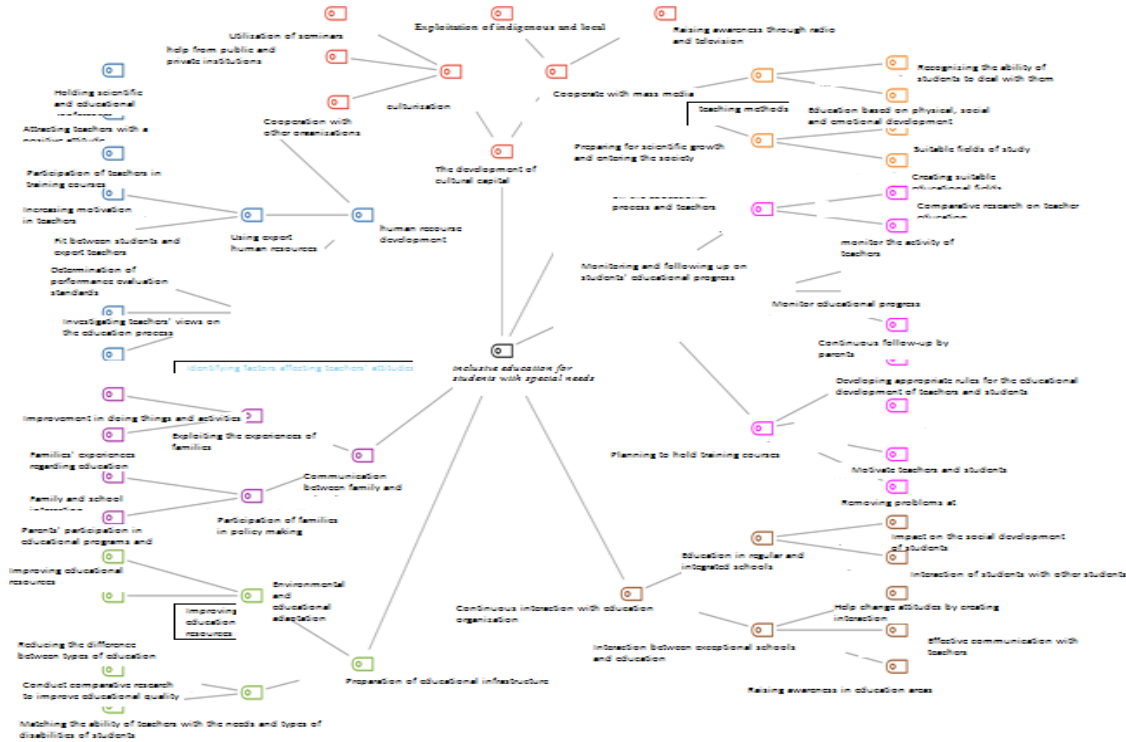 Utilisation of seminars
help from public and
private institutions
Exploitation of indigenous and local
Raising awareness through radio
and television
Holding scientific
and educational
Attracting teachers with a
culturisation
Cooperation with
other organisations
Cooperate with mass media
Recognizing the ability of
students to deal with them
teaching methods
Education based on physical, social
and emotional development
Preparing for scientific growth
and entering the society
Suitable fields of study
Participation of teachers in
training courses
The development of
cultural capital
Creating suitable
educational fields
process and teachers
Comparative research on teacher
education
Increasing motivation
in teachers
Fit between students and
expert teachers
Using expert
human resources
human recourse
development
monitor the activity of
teachers
Determination of
performance evaluation
standards
Monitoring and following up on
students' educational progress
Monitor educational progress
Investigating teachers' views on
the education process
Continuous follow-up by
parents
Identifying factors affecting teachers' attitudes
Inclusive education for
students with special needs
Developing appropriate rules for the educational
development of teachers and students
Improvement in doing things and activities
Exploiting the experiences of
families
Families' experiences
regarding education
Planning to hold training courses
Motivate teachers and students
Communication
between family and
Family and school
Removing problems at
Participation of families
in policy making
Parents' participation in
educational programs and
Impact on the social development
of students
Education in regular and
integrated schools
Improving educational
resources
Interaction of students with other students
Environmental
and
educational
adaptation
Improving
education
resources
Continuous interaction with education
organisation
Help change attitudes by creating
interaction
Reducing the difference
between types of education
Interaction between exceptional schools
and education
Effective communication with
teachers
Conduct comparative research
to improve educational quality
Preparation of educational infrastructure
Raising awareness in education areas
Matching the ability of teachers with the needs and types of
disabilities of students